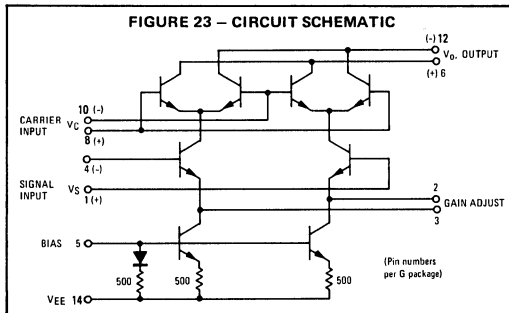 FIGURE 23 – CIRCUIT SCHEMATIC
(-) 12
Vo, OUTPUT
(+) 6
10 (-)
CARRIER INPUT VC
8 (+)
4 (-)
SIGNAL INPUT VS
1 (+)
2
GAIN ADJUST
3
BIAS 5
(Pin numbers
per G package)
500 500 500
VEE 14